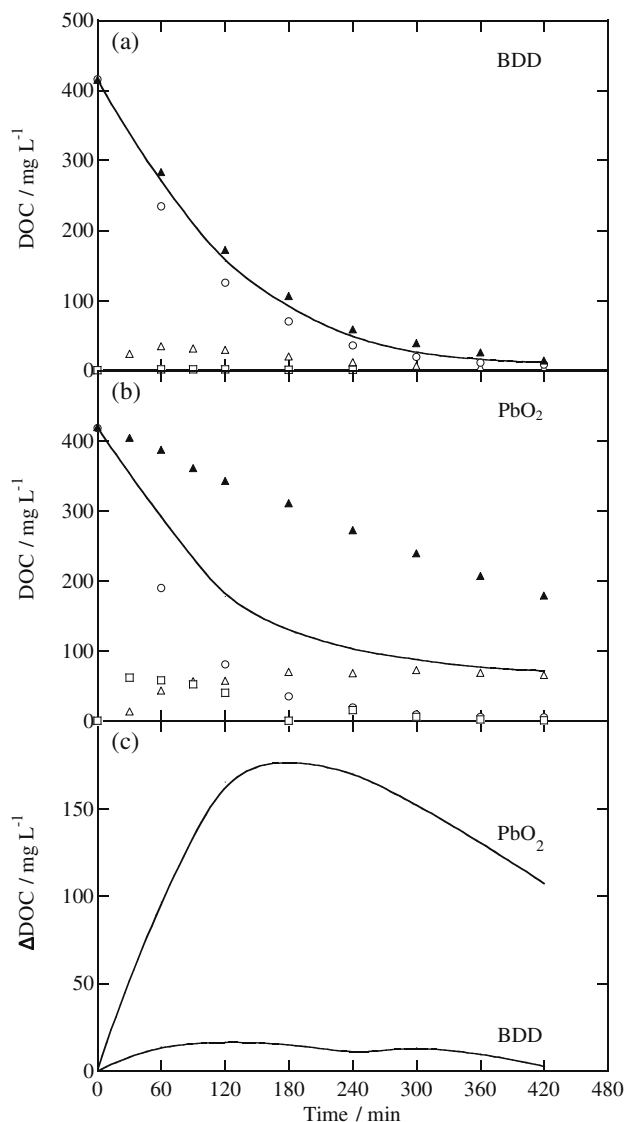 500
(a)
BDD
400
300
200
100
0
DOC / mg L⁻¹
(b)
PbO₂
400
300
200
100
0
DOC / mg L⁻¹
(c)
150
PbO₂
100
50
BDD
0
ΔDOC / mg L⁻¹
0 60 120 180 240 300 360 420 480
Time / min